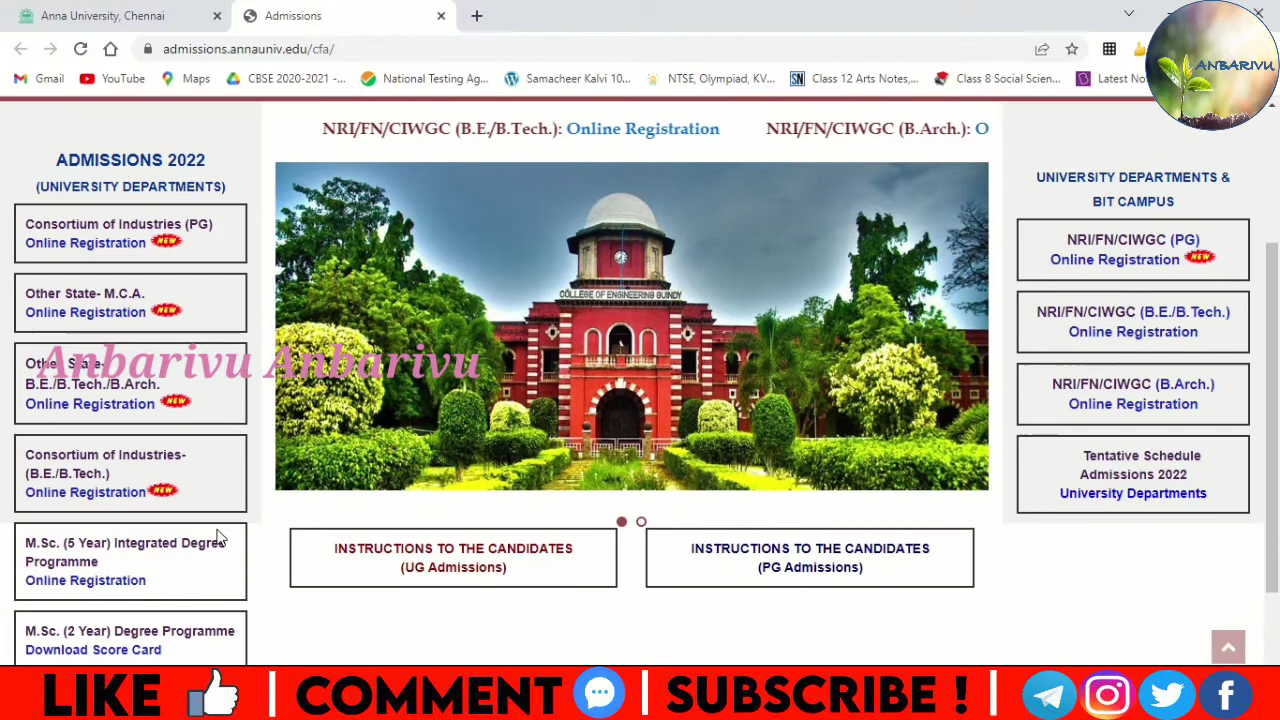 Anna University, Chennai
Admissions
admissions.annauniv.edu/cfa/
Gmail
YouTube
Maps
CBSE 2020-2021 -...
National Testing Ag...
Samacheer Kalvi 10...
NTSE, Olympiad, KV...
Class 12 Arts Notes,...
Class 8 Social Scien...
ANBARIVU
NRI/FN/CIWGC (B.E./B.Tech.): Online Registration
NRI/FN/CIWGC (B.Arch.): O
ADMISSIONS 2022
(UNIVERSITY DEPARTMENTS)
Consortium of Industries (PG)
Online Registration NEW
Other State- M.C.A.
Online Registration NEW
Other State-
B.E./B.Tech./B.Arch.
Online Registration NEW
Anbarivu Anbarivu
Consortium of Industries-
(B.E./B.Tech.)
Online Registration NEW
M.Sc. (5 Year) Integrated Degree
Programme
Online Registration
M.Sc. (2 Year) Degree Programme
Download Score Card
COLLEGE OF ENGINEERING GUINDY
INSTRUCTIONS TO THE CANDIDATES
(UG Admissions)
INSTRUCTIONS TO THE CANDIDATES
(PG Admissions)
UNIVERSITY DEPARTMENTS &
BIT CAMPUS
NRI/FN/CIWGC (PG)
Online Registration NEW
NRI/FN/CIWGC (B.E./B.Tech.)
Online Registration
NRI/FN/CIWGC (B.Arch.)
Online Registration
Tentative Schedule
Admissions 2022
University Departments
LIKE | COMMENT | SUBSCRIBE ! |